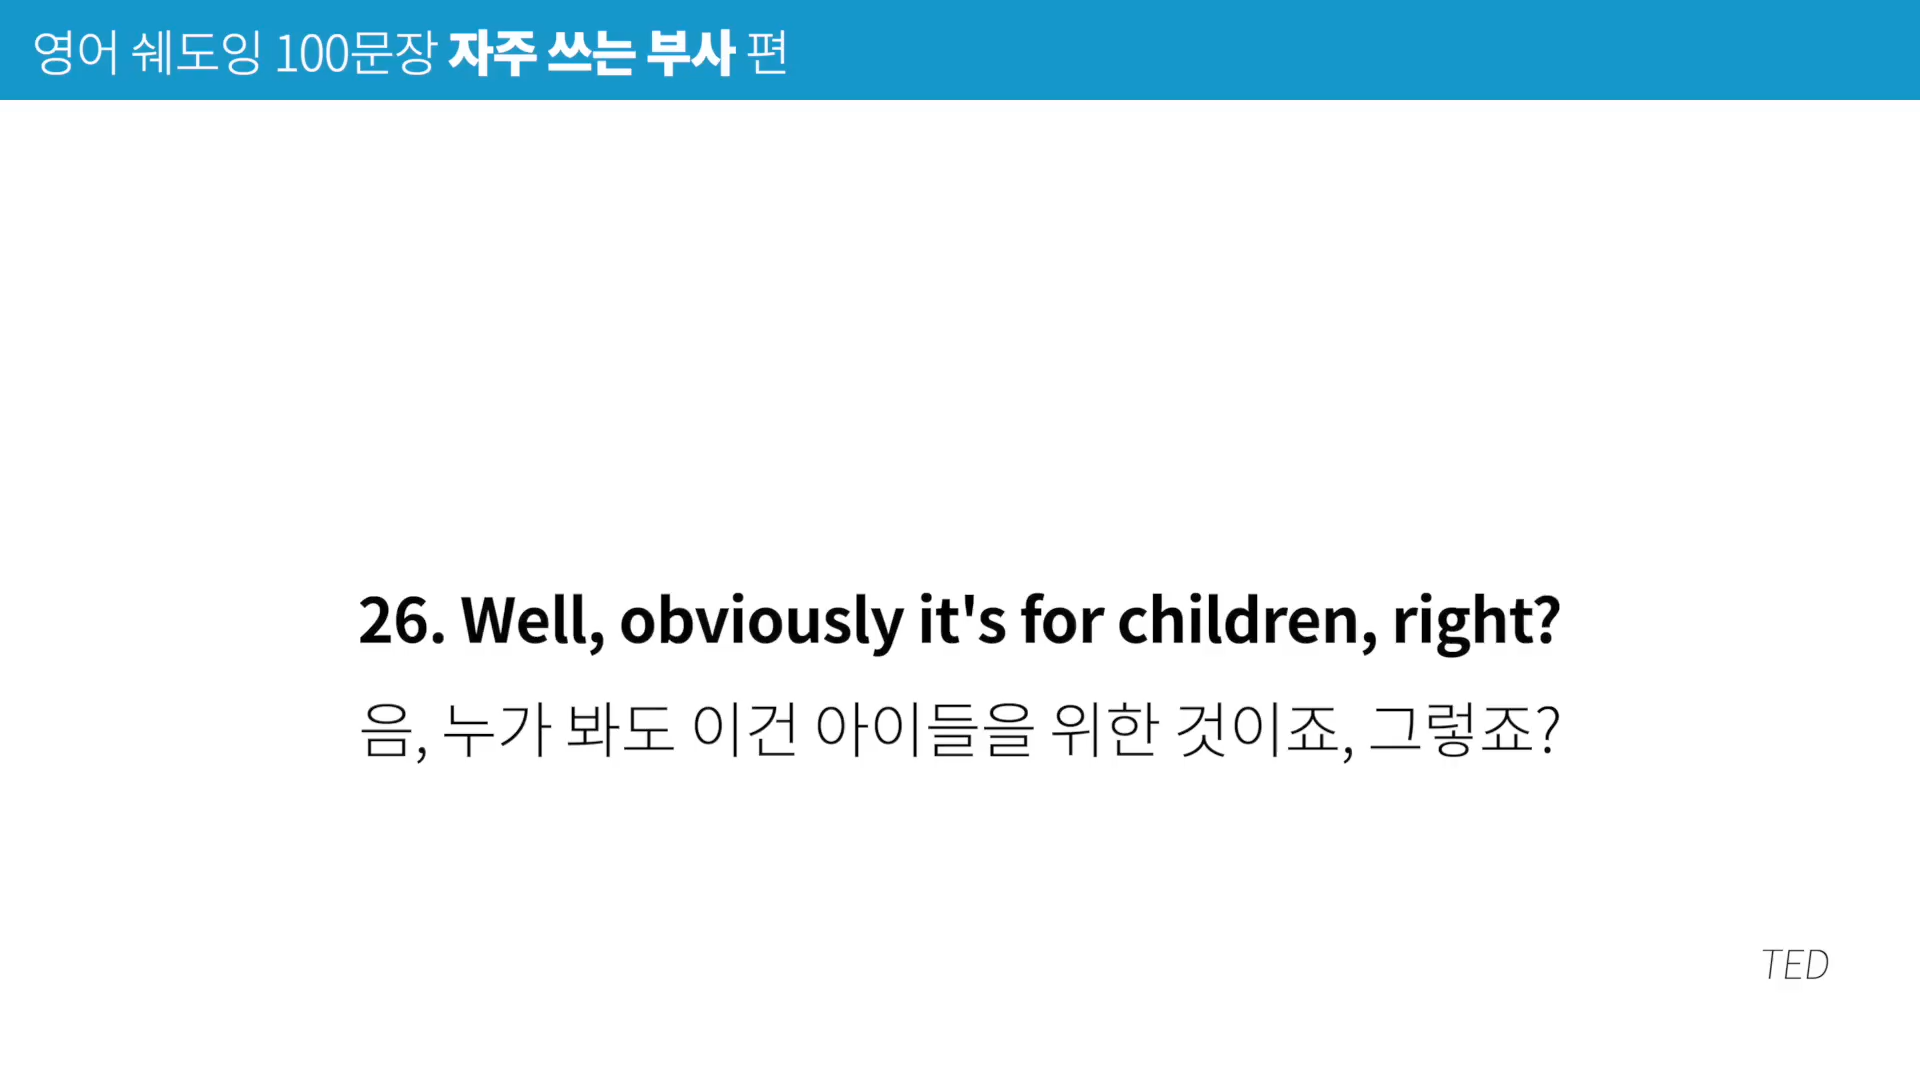 영어 쉐도잉 100문장 자주 쓰는 부사 편
26. Well, obviously it's for children, right?
음, 누가 봐도 이건 아이들을 위한 것이죠, 그렇죠?
TED